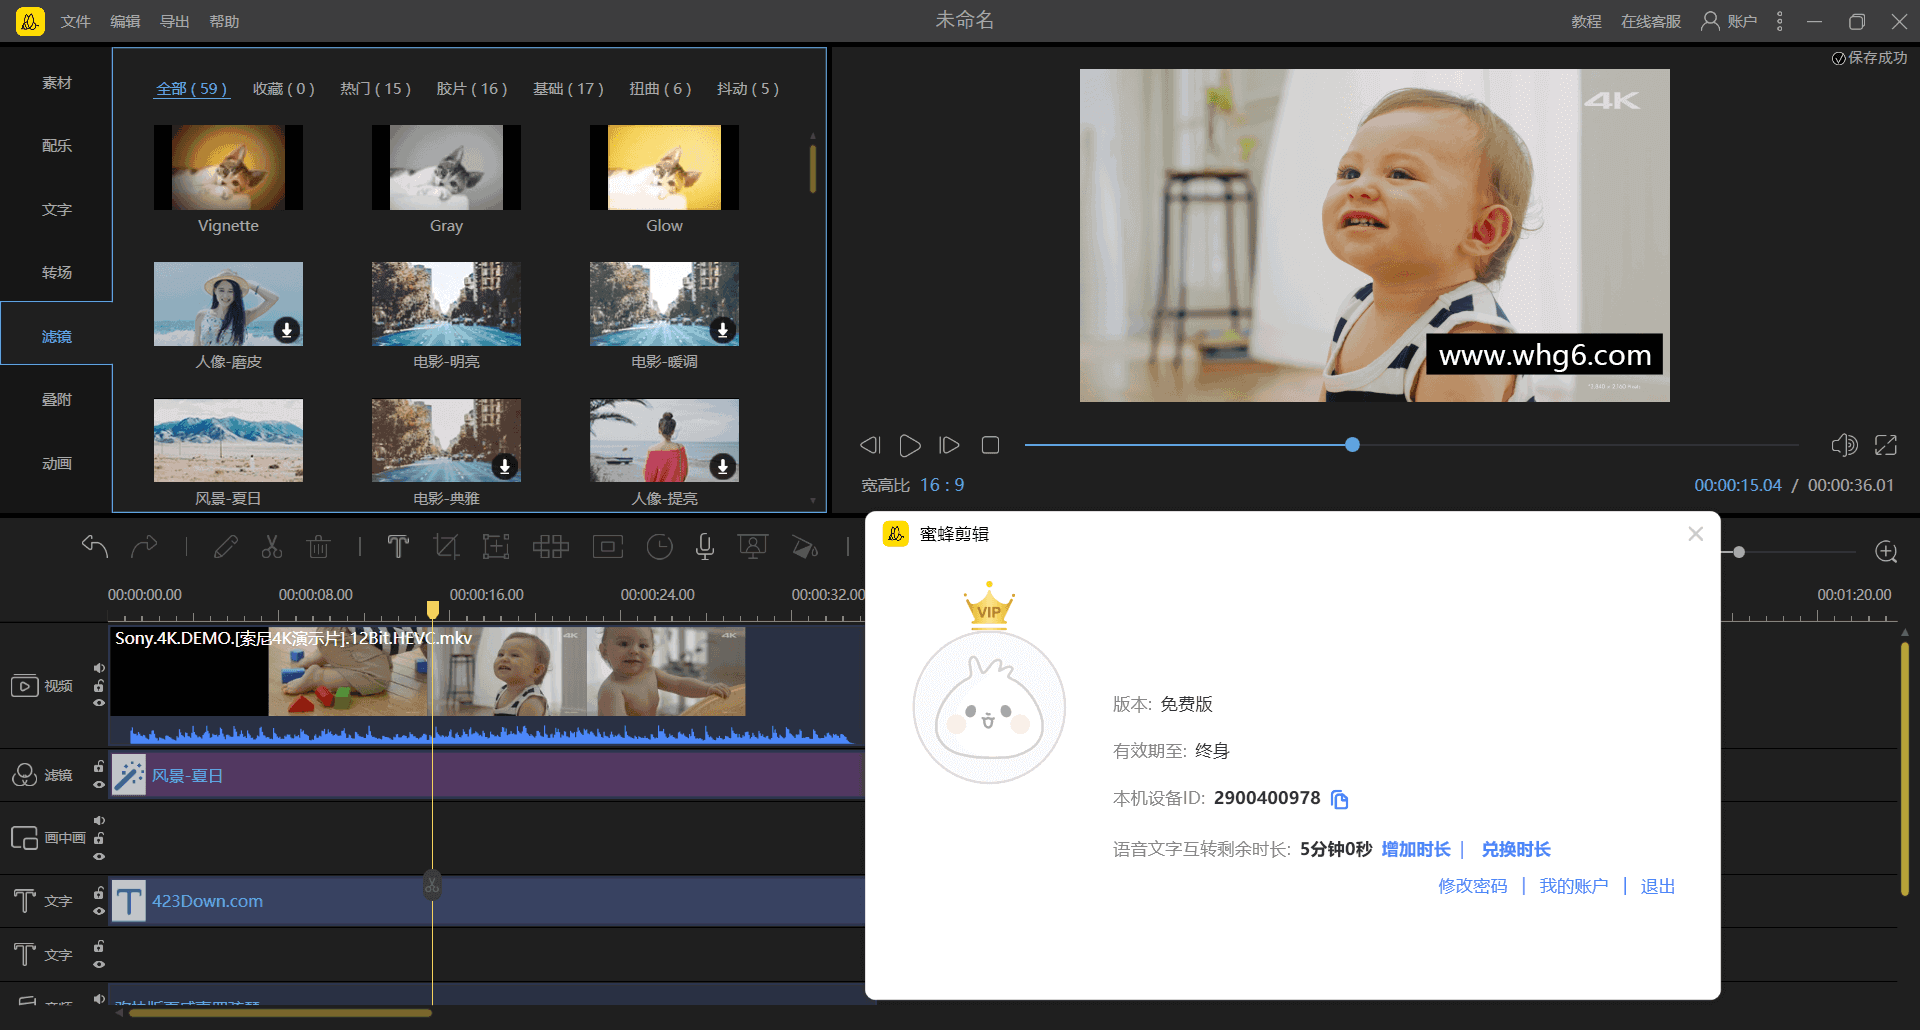 文件 编辑 导出 帮助
未命名
教程 在线客服 账户
保存成功
素材
配乐
文字
转场
滤镜
叠附
动画
全部 ( 59 ) 收藏 ( 0 ) 热门 ( 15 ) 胶片 ( 16 ) 基础 ( 17 ) 扭曲 ( 6 ) 抖动 ( 5 )
Vignette Gray Glow
人像-磨皮 电影-明亮 电影-暖调
风景-夏日 电影-典雅 人像-提亮
4K
www.whg6.com
宽高比 16 : 9
00:00:15.04 / 00:00:36.01
00:00:00.00 00:00:08.00 00:00:16.00 00:00:24.00 00:00:32.00 00:01:20.00
Sony.4K.DEMO.[索尼4K演示片].12Bit.HEVC.mkv
4K
4K
视频
滤镜
风景-夏日
画中画
文字
423Down.com
文字
蜜蜂剪辑
VIP
版本: 免费版
有效期至: 终身
本机设备ID: 2900400978
语音文字互转剩余时长: 5分钟0秒 增加时长 | 兑换时长
修改密码 | 我的账户 | 退出